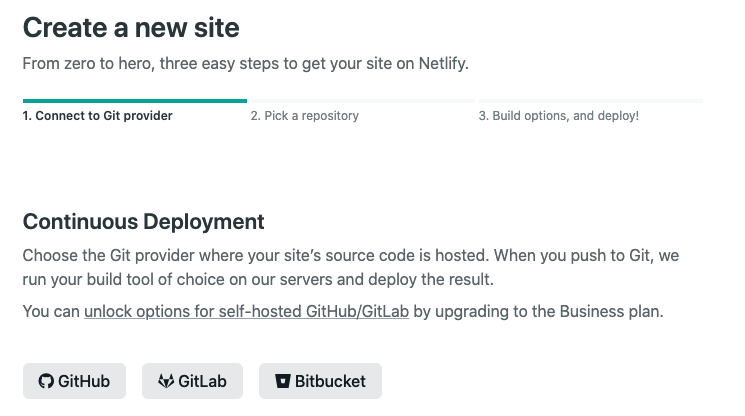 Create a new site
From zero to hero, three easy steps to get your site on Netlify.
1. Connect to Git provider
2. Pick a repository
3. Build options, and deploy!
Continuous Deployment
Choose the Git provider where your site’s source code is hosted. When you push to Git, we
run your build tool of choice on our servers and deploy the result.
You can unlock options for self-hosted GitHub/GitLab by upgrading to the Business plan.
GitHub
GitLab
Bitbucket